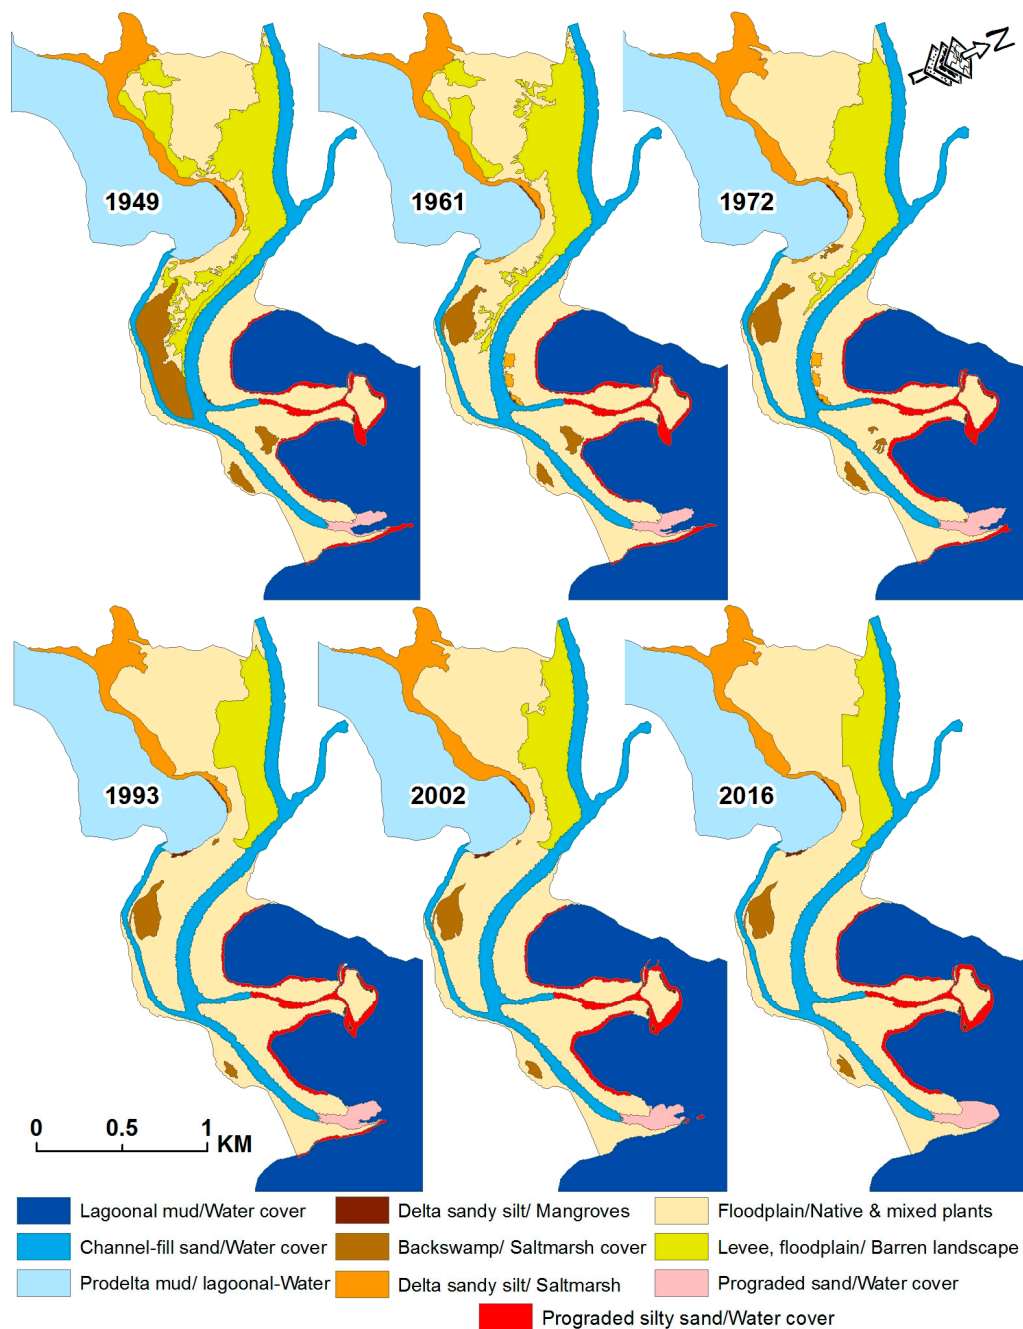 N
1949
1961
1972
1993
2002
2016
0 0.5 1
KM
Lagoonal mud/Water cover
Delta sandy silt/ Mangroves
Floodplain/Native & mixed plants
Channel-fill sand/Water cover
Backswamp/ Saltmarsh cover
Levee, floodplain/ Barren landscape
Prodelta mud/ lagoonal-Water
Delta sandy silt/ Saltmarsh
Prograded sand/Water cover
Prograded silty sand/Water cover